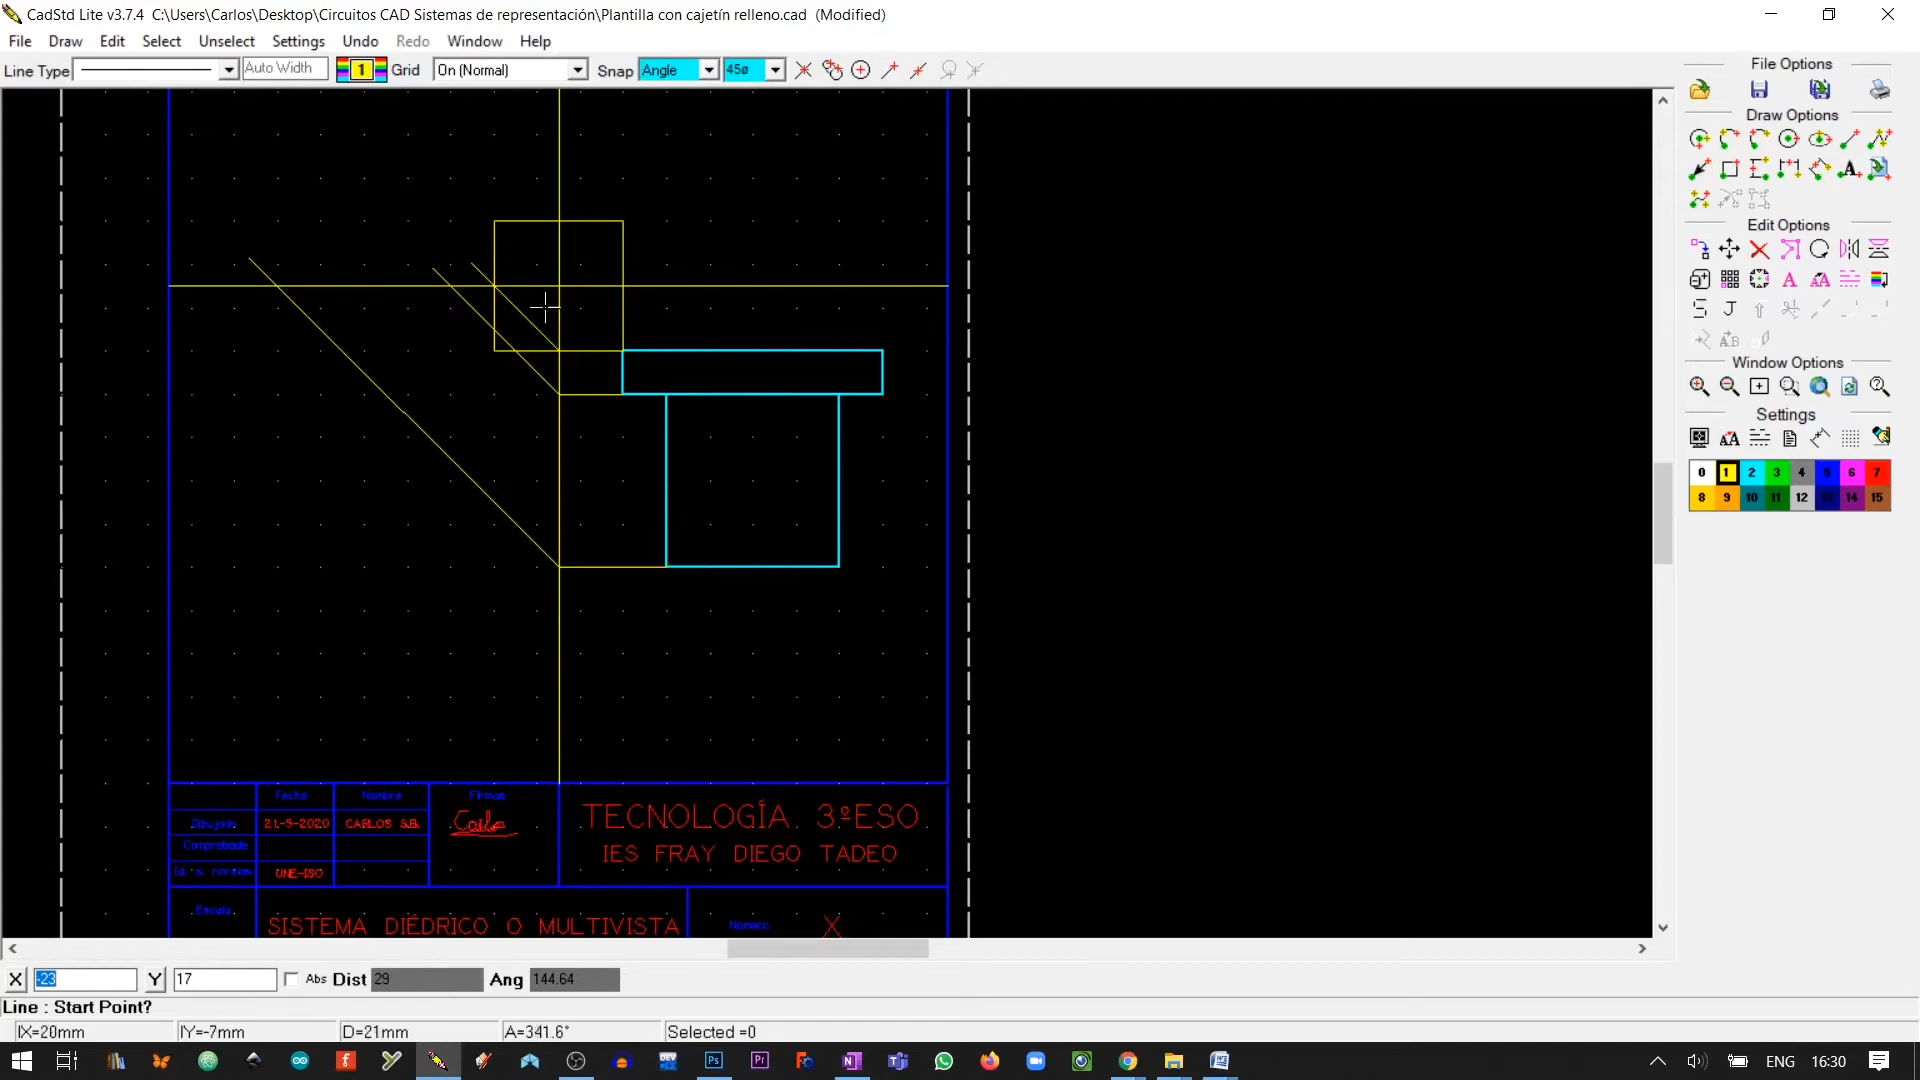 CadStd Lite v3.7.4 C:\Users\Carlos\Desktop\Circuitos CAD Sistemas de representación\Plantilla con cajetín relleno.cad (Modified)
File Draw Edit Select Unselect Settings Undo Redo Window Help
Line Type Auto Width 1 Grid On (Normal) Snap Angle 45ø
File Options
Draw Options
Edit Options
Window Options
Settings
0 1 2 3 4 5 6 7
8 9 10 11 12 13 14 15
Fecha Nombre Firmas
Dibujado 21-5-2020 CARLOS S.B. Carlos
Comprobado
Id. s. normas UNE-ISO
TECNOLOGÍA 3ºESO
IES FRAY DIEGO TADEO
Escala
SISTEMA DIÉDRICO O MULTIVISTA
Número X
X -23 Y 17 Abs Dist 29 Ang 144.64
Line : Start Point?
IX=20mm IY=-7mm D=21mm A=341.6° Selected =0
ENG 16:30